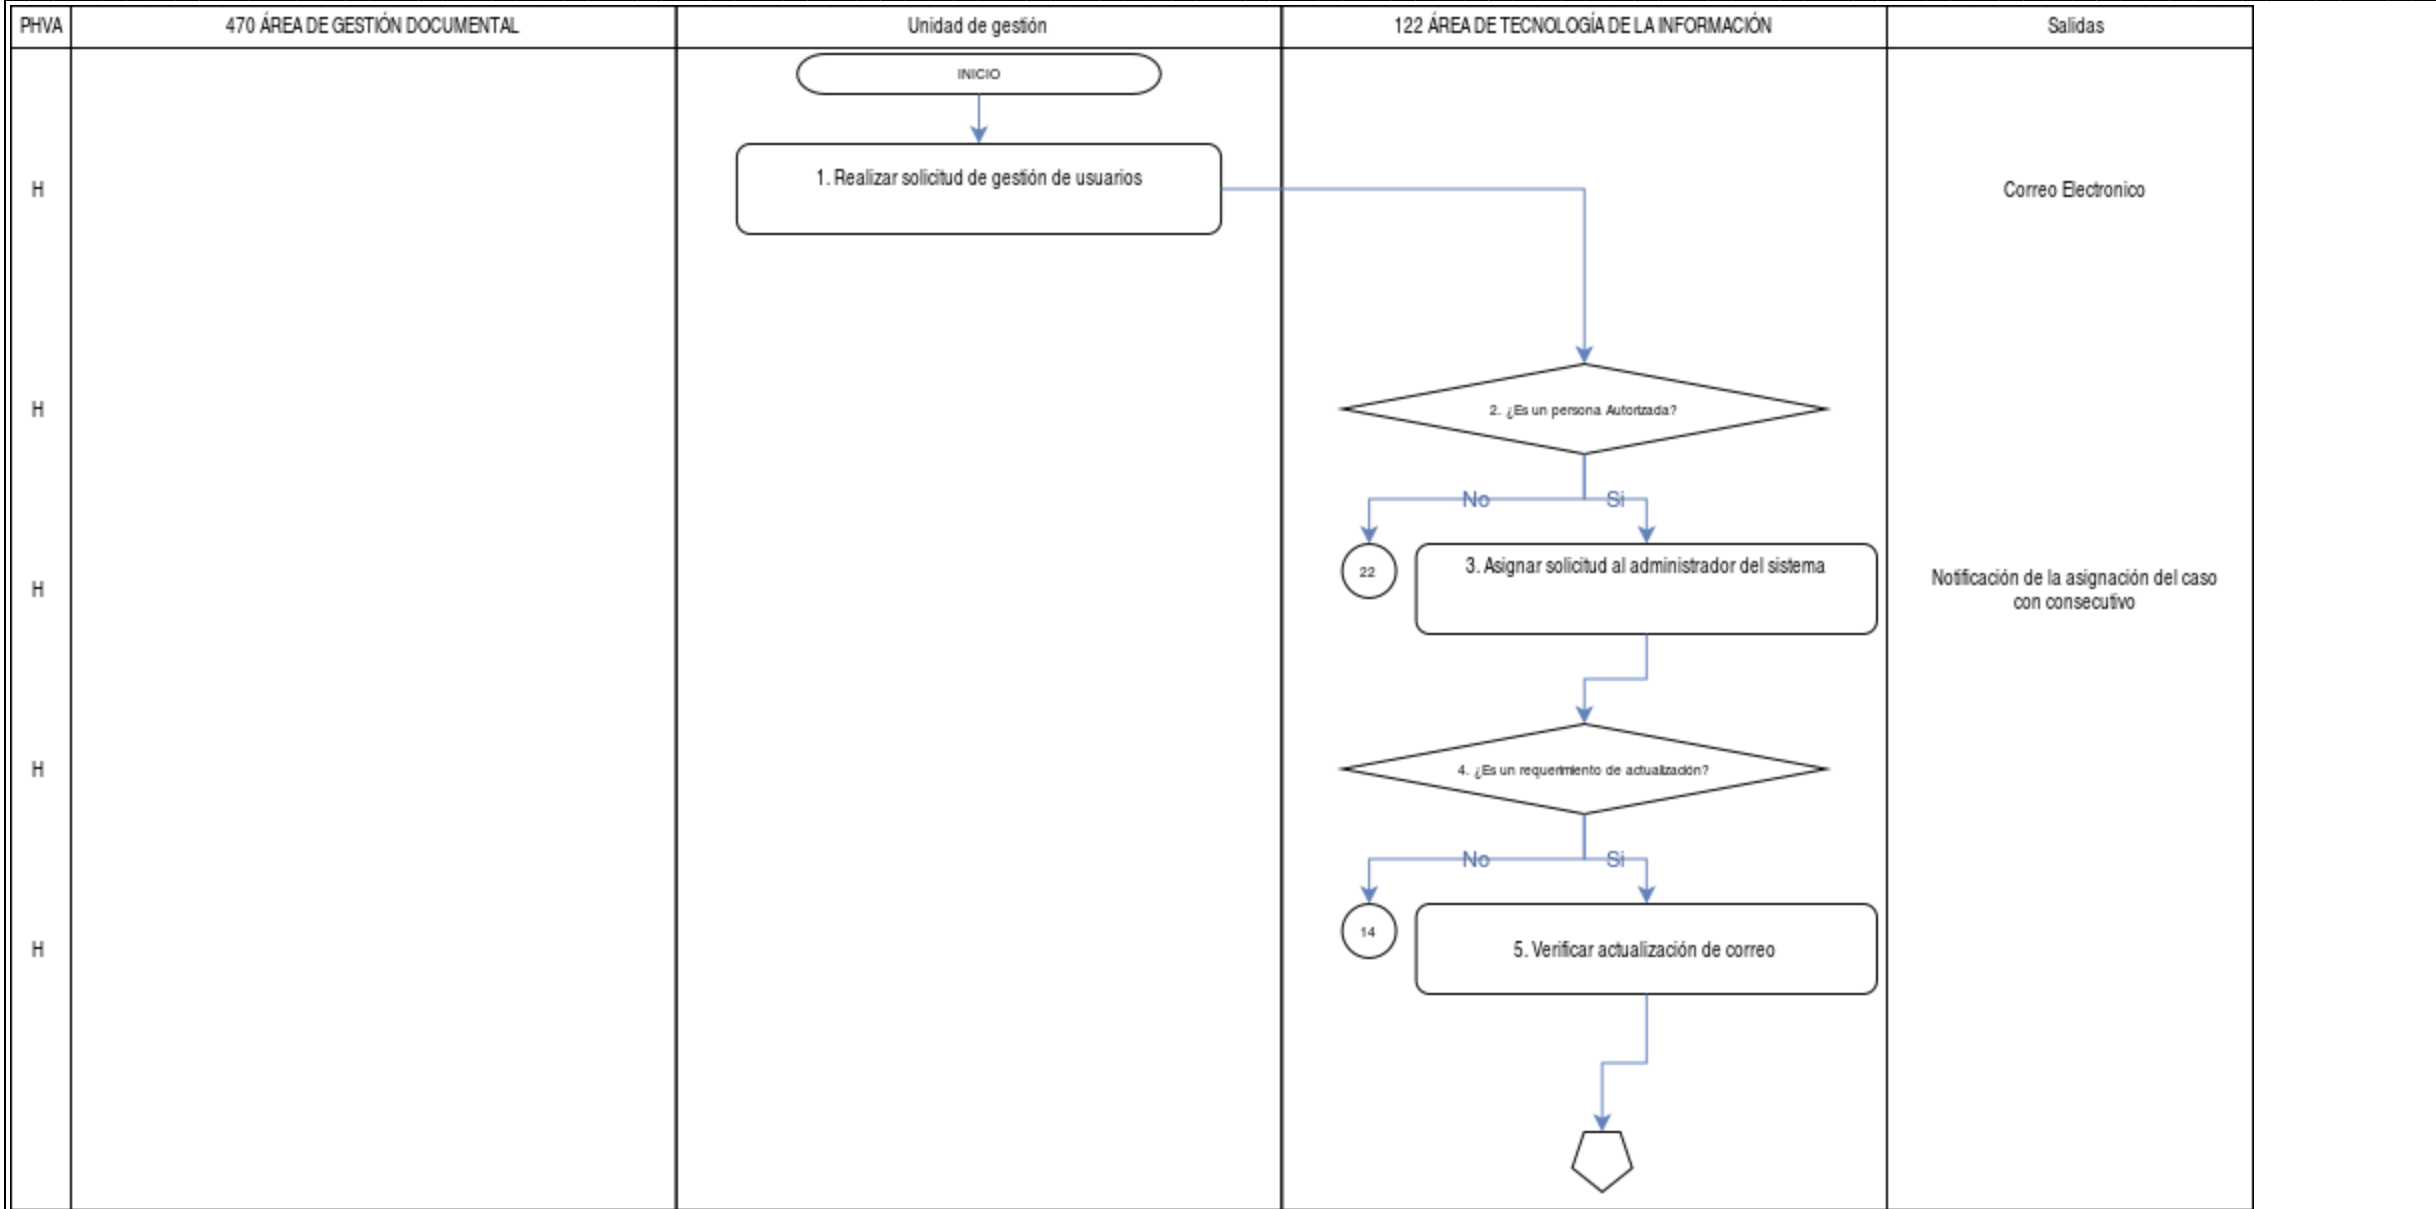 PHVA
470 ÁREA DE GESTIÓN DOCUMENTAL
Unidad de gestión
122 ÁREA DE TECNOLOGÍA DE LA INFORMACIÓN
Salidas
INICIO
H
1. Realizar solicitud de gestión de usuarios
Correo Electronico
H
2. ¿Es un persona Autorizada?
No
Si
H
22
3. Asignar solicitud al administrador del sistema
Notificación de la asignación del caso
con consecutivo
H
4. ¿Es un requerimiento de actualización?
No
Si
H
14
5. Verificar actualización de correo